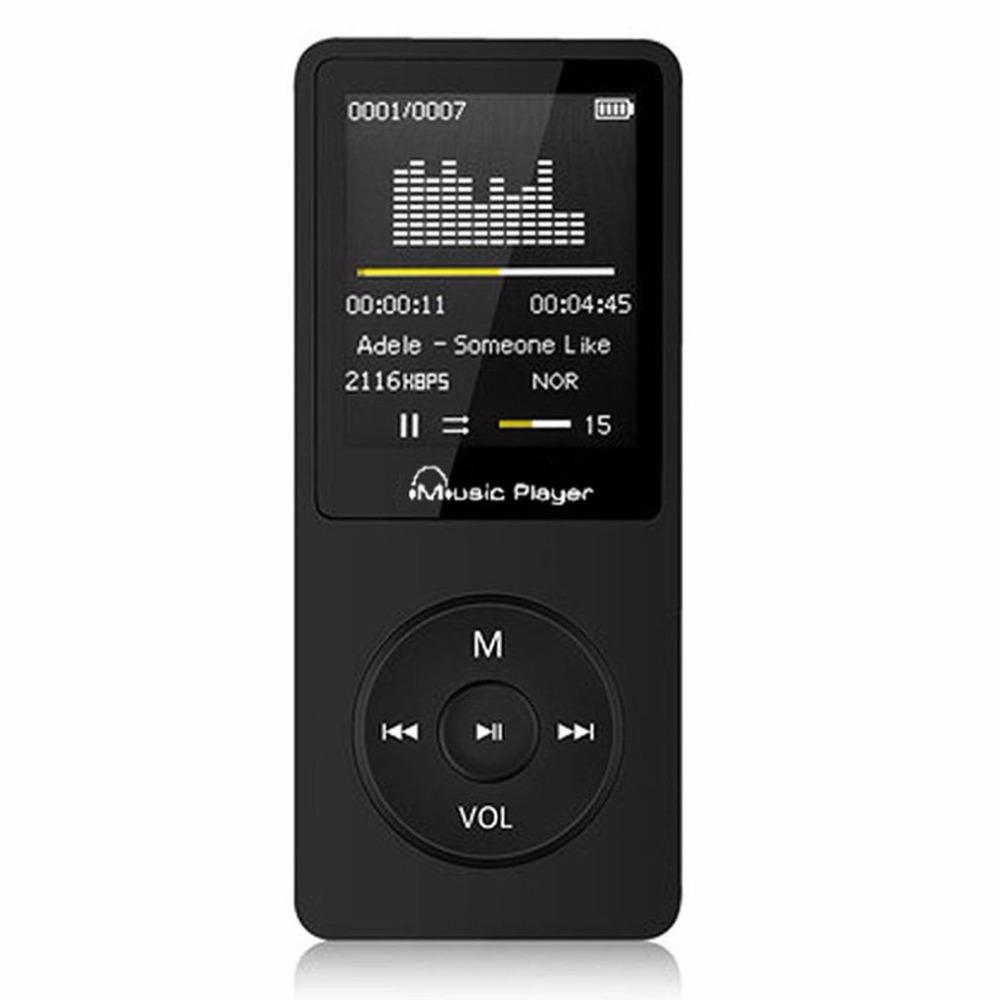 0001/0007
00:00:11 00:04:45
Adele - Someone Like
2116KBPS NOR
15
Music Player
M
VOL